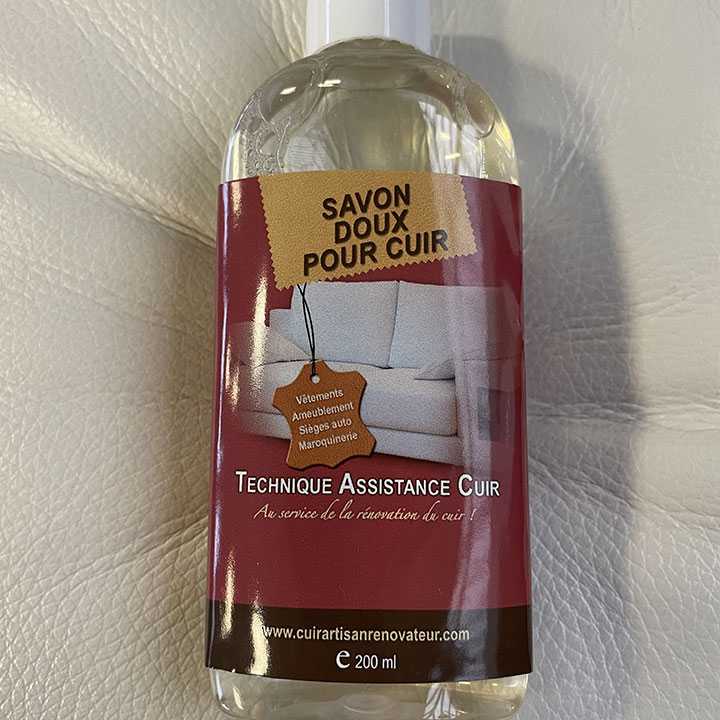 SAVON
DOUX
POUR CUIR
Vêtements
Ameublement
Sièges auto
Maroquinerie
TECHNIQUE ASSISTANCE CUIR
Au service de la rénovation du cuir !
www.cuirartisanrenovateur.com
e 200 ml